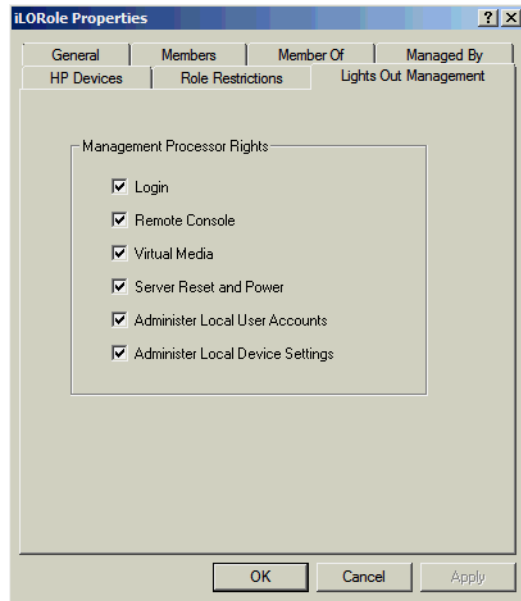 iLORole Properties
General Members Member Of Managed By
HP Devices Role Restrictions Lights Out Management
Management Processor Rights
Login
Remote Console
Virtual Media
Server Reset and Power
Administer Local User Accounts
Administer Local Device Settings
OK Cancel Apply